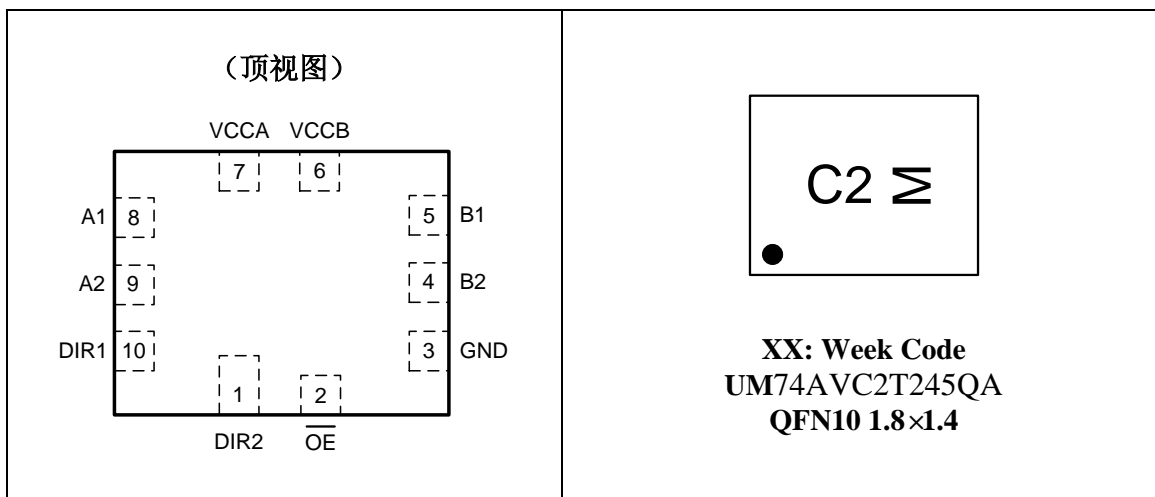 （顶视图）
VCCA VCCB
7 6
A1 8 5 B1
A2 9 4 B2
DIR1 10 3 GND
1 2
DIR2 OE
C2 M
XX: Week Code
UM74AVC2T245QA
QFN10 1.8×1.4